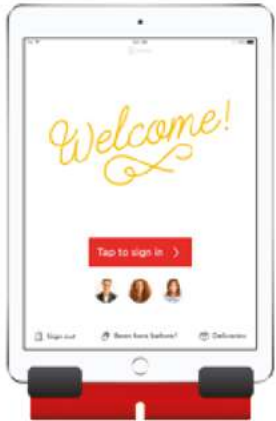 Welcome!
Tap to sign in
Sign out
Been here before?
Deliveries